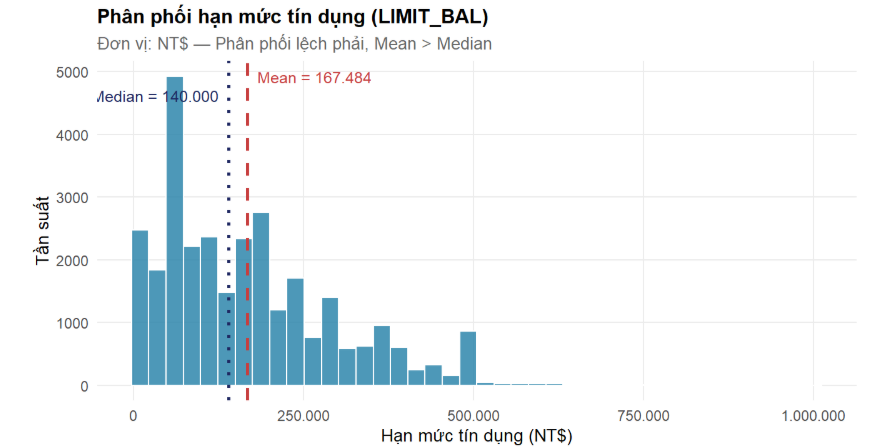 Phân phối hạn mức tín dụng (LIMIT_BAL)
Đơn vị: NT$ — Phân phối lệch phải, Mean > Median
Mean = 167.484
Median = 140.000
5000
4000
3000
2000
1000
0
Tần suất
0 250.000 500.000 750.000 1.000.000
Hạn mức tín dụng (NT$)